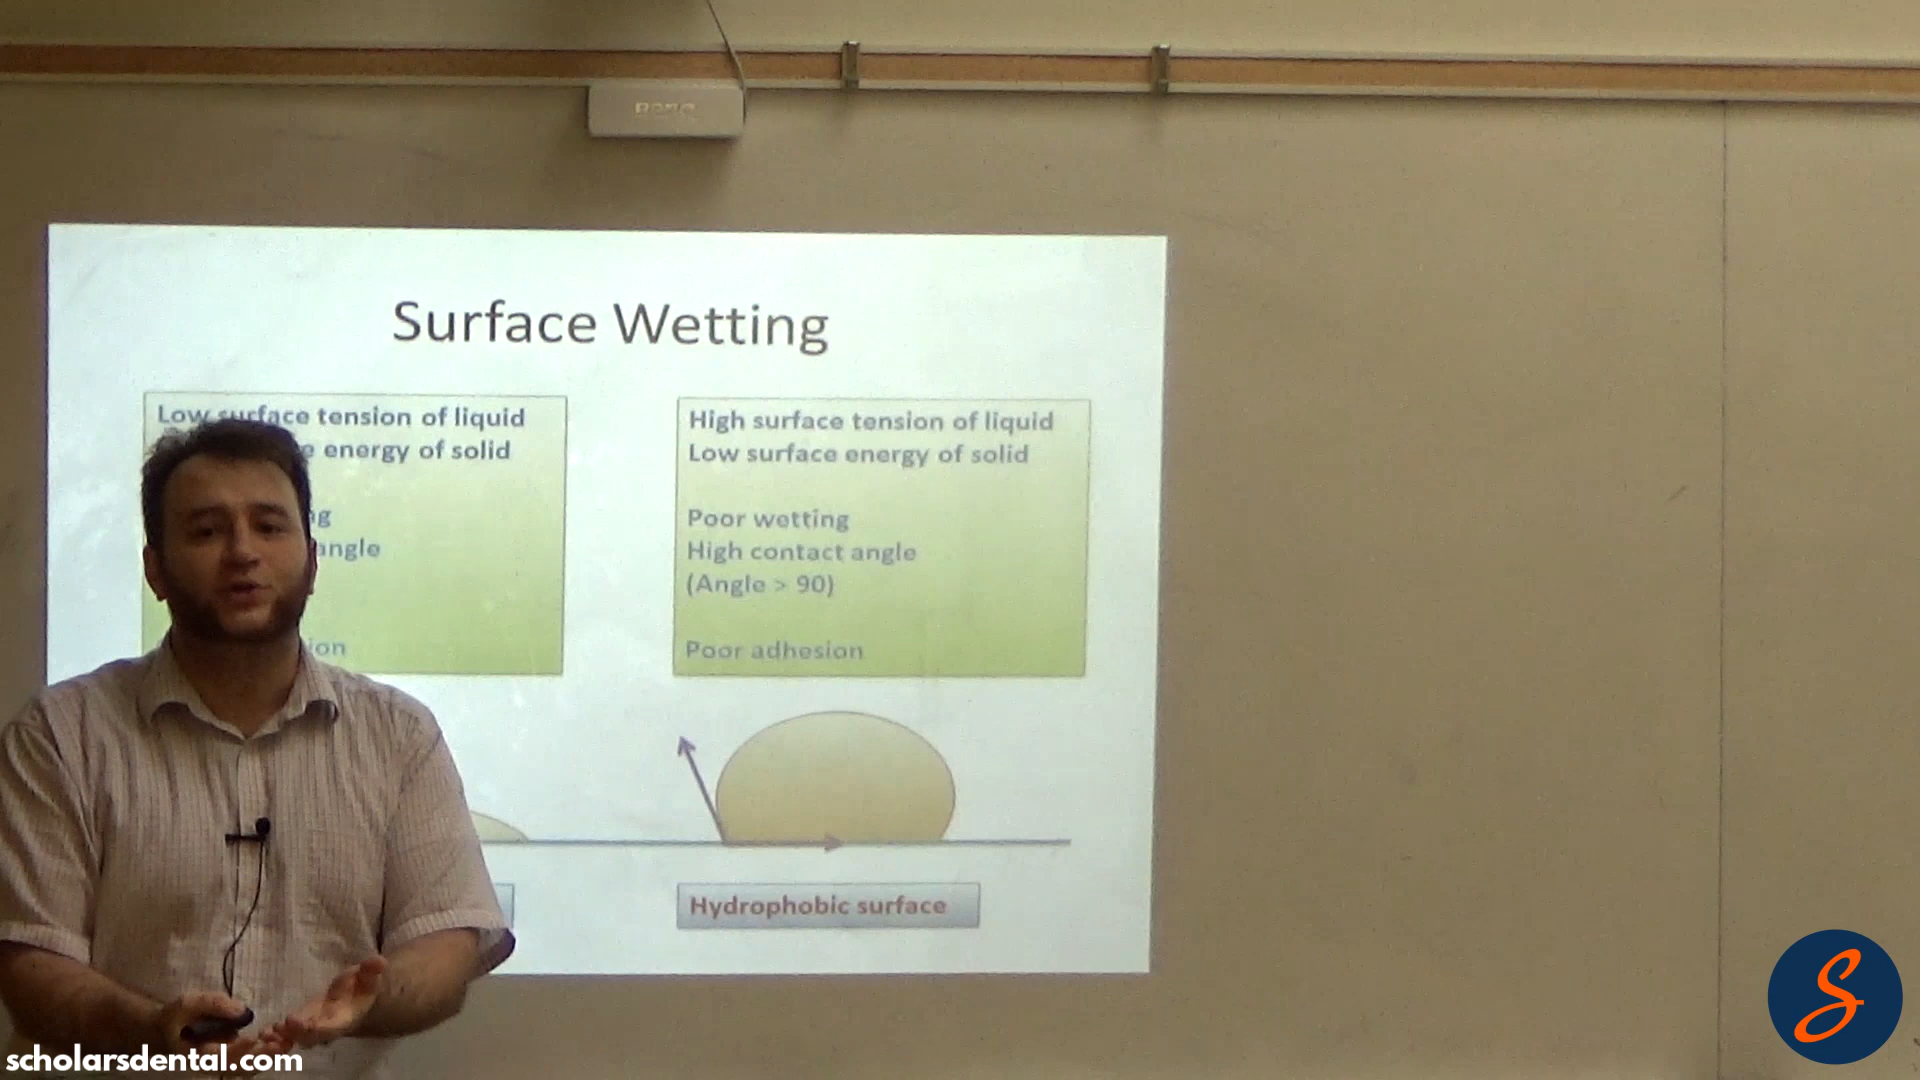 BenQ
Surface Wetting
Low surface tension of liquid
energy of solid
angle
High surface tension of liquid
Low surface energy of solid
Poor wetting
High contact angle
(Angle > 90)
Poor adhesion
Hydrophobic surface
S
scholarsdental.com